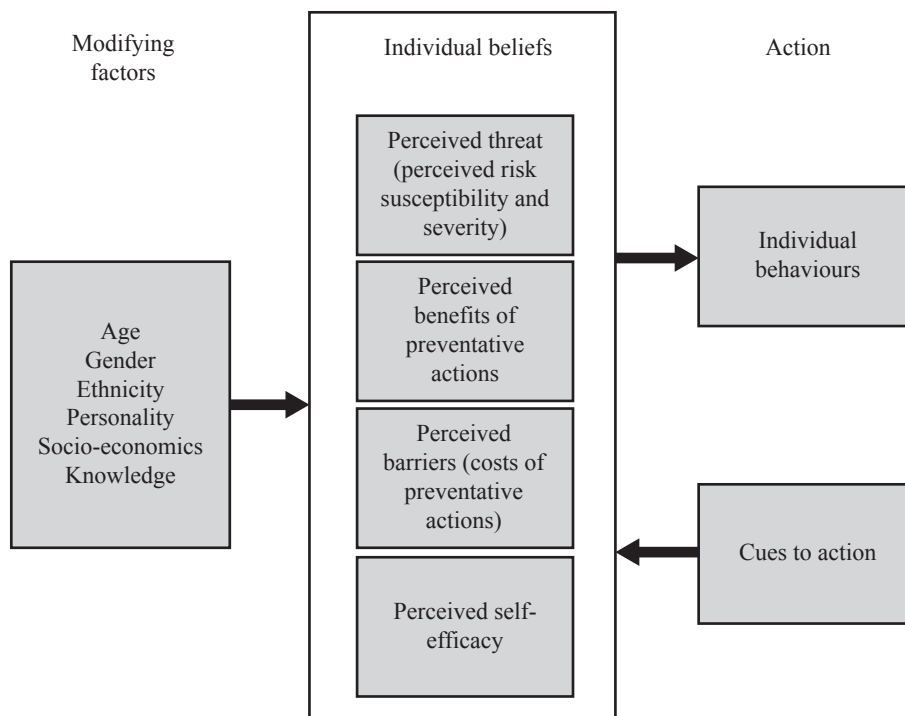 Modifying
factors
Individual beliefs
Action
Age
Gender
Ethnicity
Personality
Socio-economics
Knowledge
Perceived threat
(perceived risk
susceptibility and
severity)
Perceived
benefits of
preventative
actions
Perceived
barriers (costs of
preventative
actions)
Perceived self-
efficacy
Individual
behaviours
Cues to action